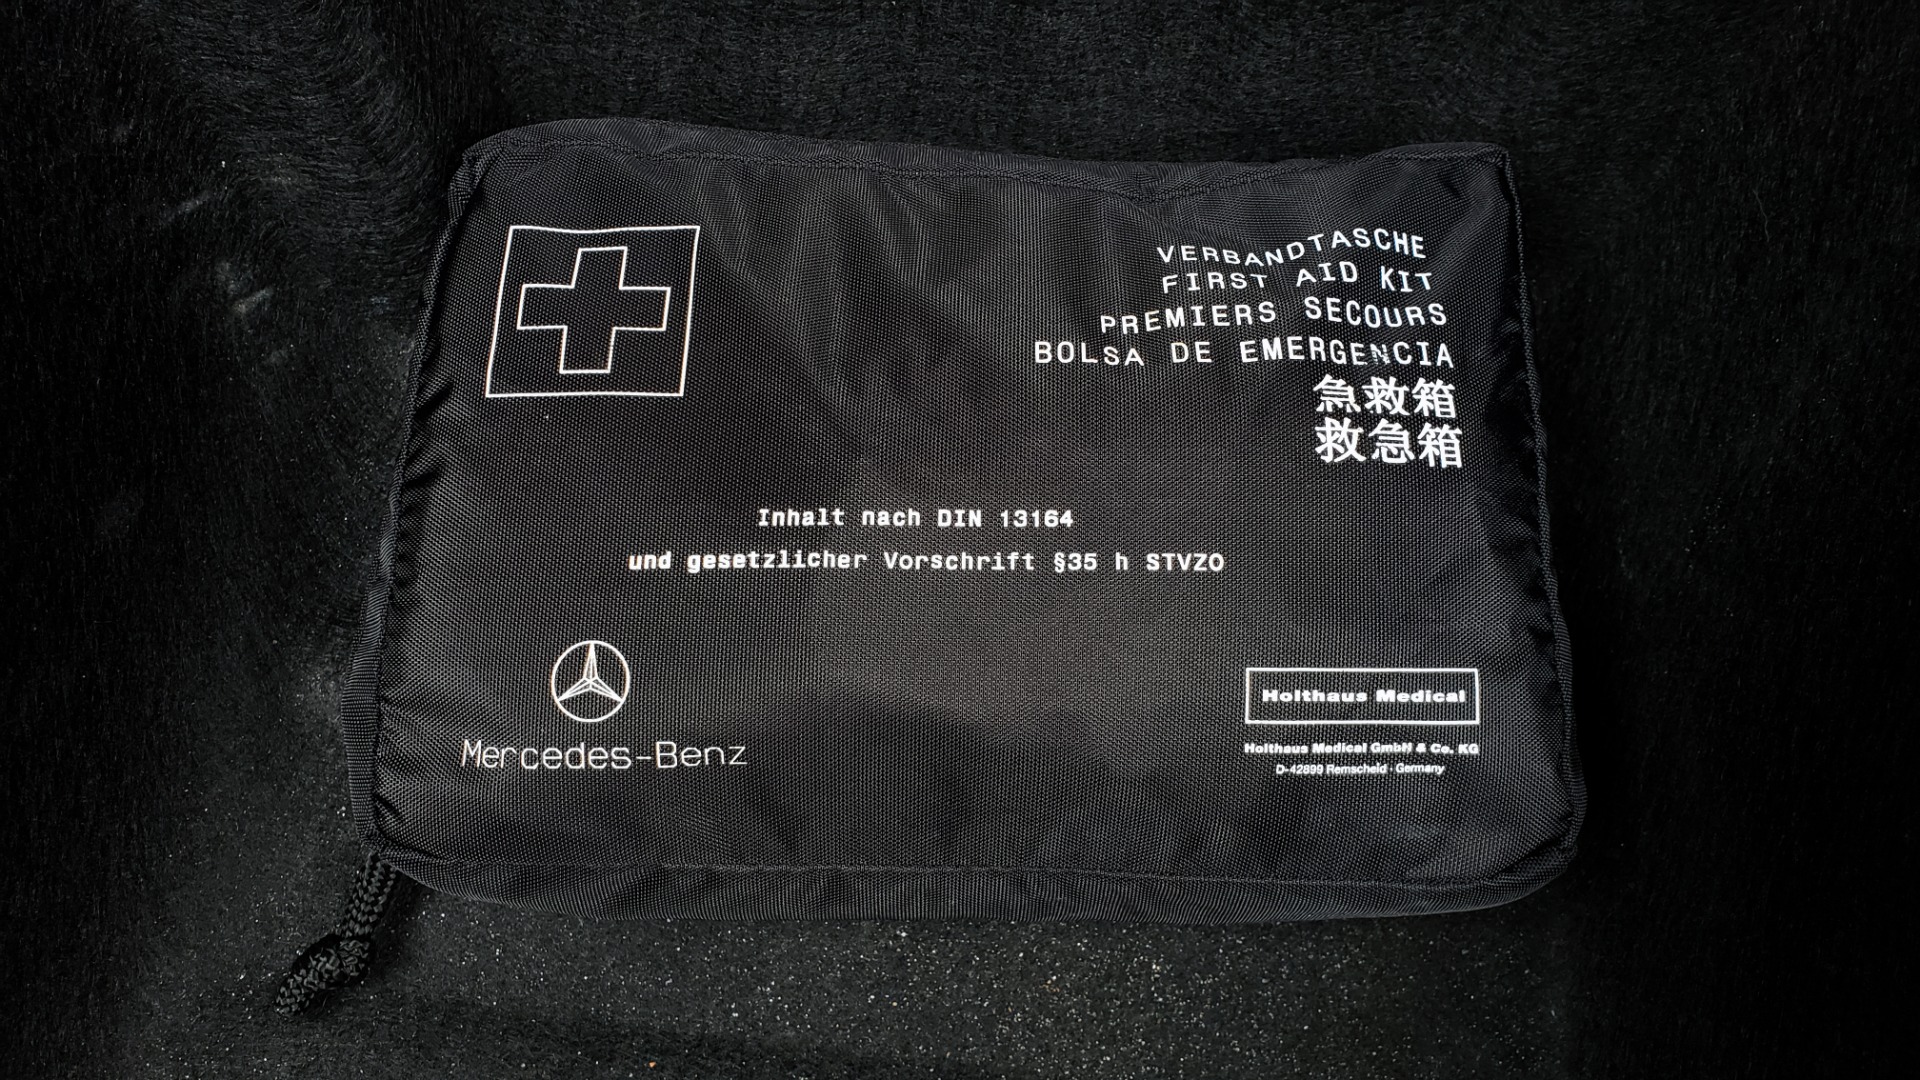 VERBANDTASCHE
FIRST AID KIT
PREMIERS SECOURS
BOLSA DE EMERGENCIA
急救箱
救急箱
Inhalt nach DIN 13164
und gesetzlicher Vorschrift §35 h STVZO
Mercedes-Benz
Holthaus Medical
Holthaus Medical GmbH & Co. KG
D-42899 Remscheid · Germany